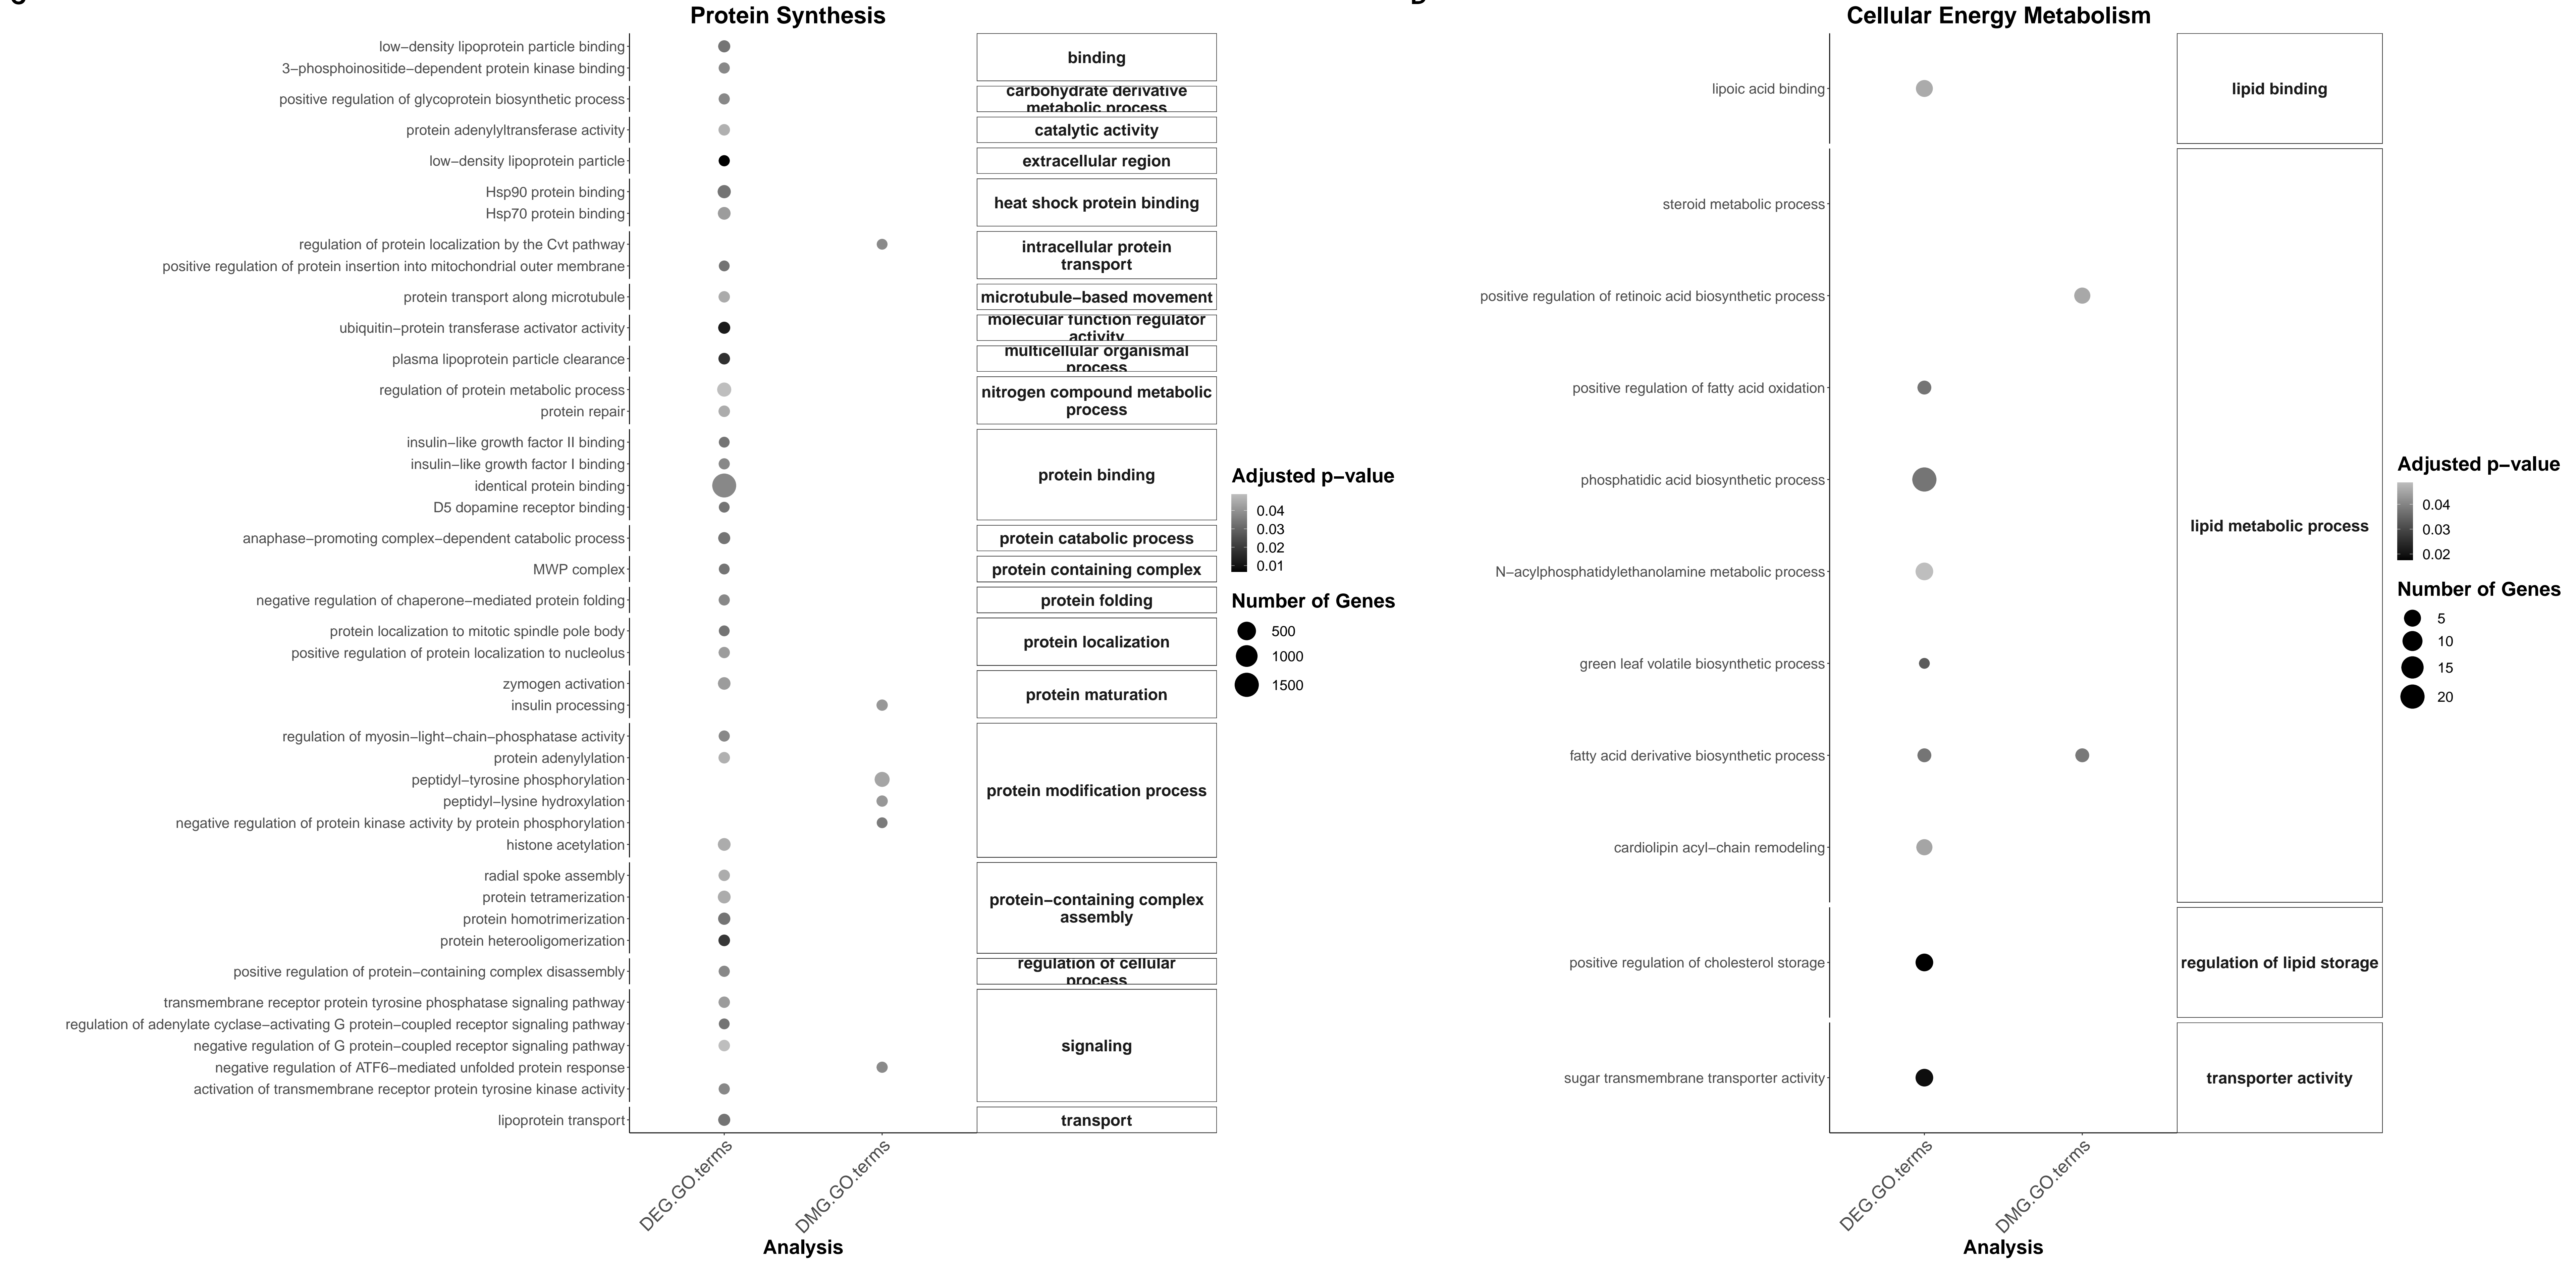 Protein Synthesis
low−density lipoprotein particle binding
3−phosphoinositide−dependent protein kinase binding
binding
positive regulation of glycoprotein biosynthetic process
carbohydrate derivative
metabolic process
protein adenylyltransferase activity
catalytic activity
low−density lipoprotein particle
extracellular region
Hsp90 protein binding
Hsp70 protein binding
heat shock protein binding
regulation of protein localization by the Cvt pathway
positive regulation of protein insertion into mitochondrial outer membrane
intracellular protein
transport
protein transport along microtubule
microtubule−based movement
ubiquitin−protein transferase activator activity
molecular function regulator
activity
plasma lipoprotein particle clearance
multicellular organismal
process
regulation of protein metabolic process
protein repair
nitrogen compound metabolic
process
insulin−like growth factor II binding
insulin−like growth factor I binding
identical protein binding
D5 dopamine receptor binding
protein binding
anaphase−promoting complex−dependent catabolic process
protein catabolic process
MWP complex
protein containing complex
negative regulation of chaperone−mediated protein folding
protein folding
protein localization to mitotic spindle pole body
positive regulation of protein localization to nucleolus
protein localization
zymogen activation
insulin processing
protein maturation
regulation of myosin−light−chain−phosphatase activity
protein adenylylation
peptidyl−tyrosine phosphorylation
peptidyl−lysine hydroxylation
negative regulation of protein kinase activity by protein phosphorylation
histone acetylation
protein modification process
radial spoke assembly
protein tetramerization
protein homotrimerization
protein heterooligomerization
protein−containing complex
assembly
positive regulation of protein−containing complex disassembly
regulation of cellular
process
transmembrane receptor protein tyrosine phosphatase signaling pathway
regulation of adenylate cyclase−activating G protein−coupled receptor signaling pathway
negative regulation of G protein−coupled receptor signaling pathway
negative regulation of ATF6−mediated unfolded protein response
activation of transmembrane receptor protein tyrosine kinase activity
signaling
lipoprotein transport
transport
DEG.GO.terms
DMG.GO.terms
Analysis
Adjusted p−value
0.04
0.03
0.02
0.01
Number of Genes
500
1000
1500
Cellular Energy Metabolism
lipoic acid binding
lipid binding
steroid metabolic process
positive regulation of retinoic acid biosynthetic process
positive regulation of fatty acid oxidation
phosphatidic acid biosynthetic process
N−acylphosphatidylethanolamine metabolic process
green leaf volatile biosynthetic process
fatty acid derivative biosynthetic process
cardiolipin acyl−chain remodeling
lipid metabolic process
positive regulation of cholesterol storage
regulation of lipid storage
sugar transmembrane transporter activity
transporter activity
DEG.GO.terms
DMG.GO.terms
Analysis
Adjusted p−value
0.04
0.03
0.02
Number of Genes
5
10
15
20